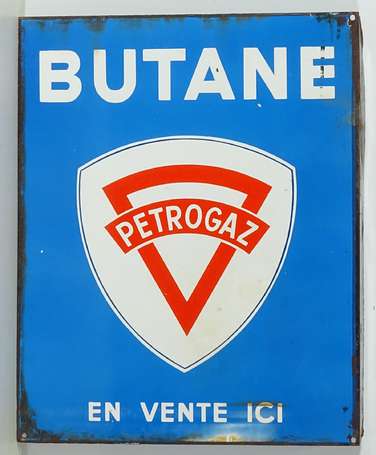 BUTANE
PETROGAZ
EN VENTE ICI